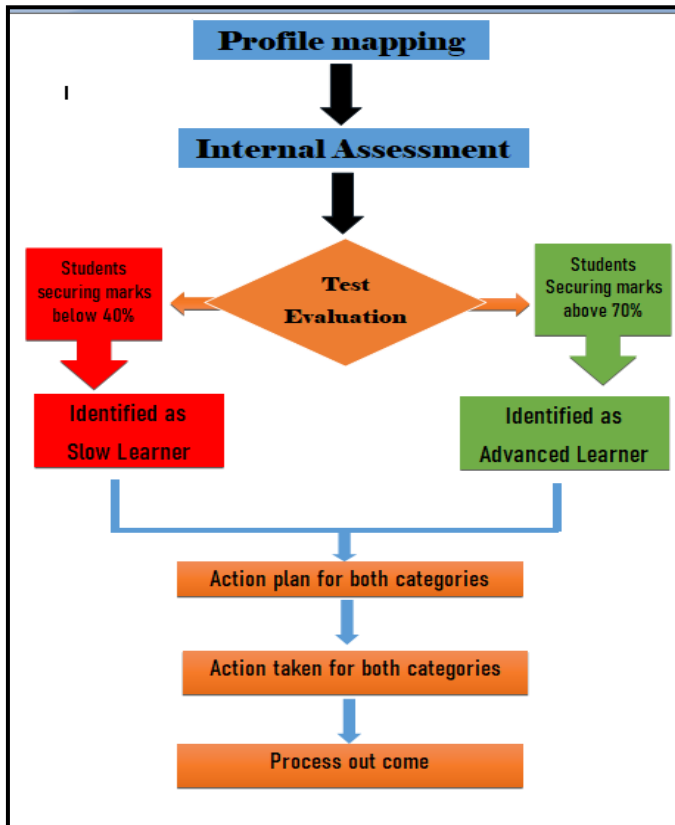 Profile mapping
I
Internal Assessment
Students
securing marks
below 40%
Test
Evaluation
Students
Securing marks
above 70%
Identified as
Slow Learner
Identified as
Advanced Learner
Action plan for both categories
Action taken for both categories
Process out come